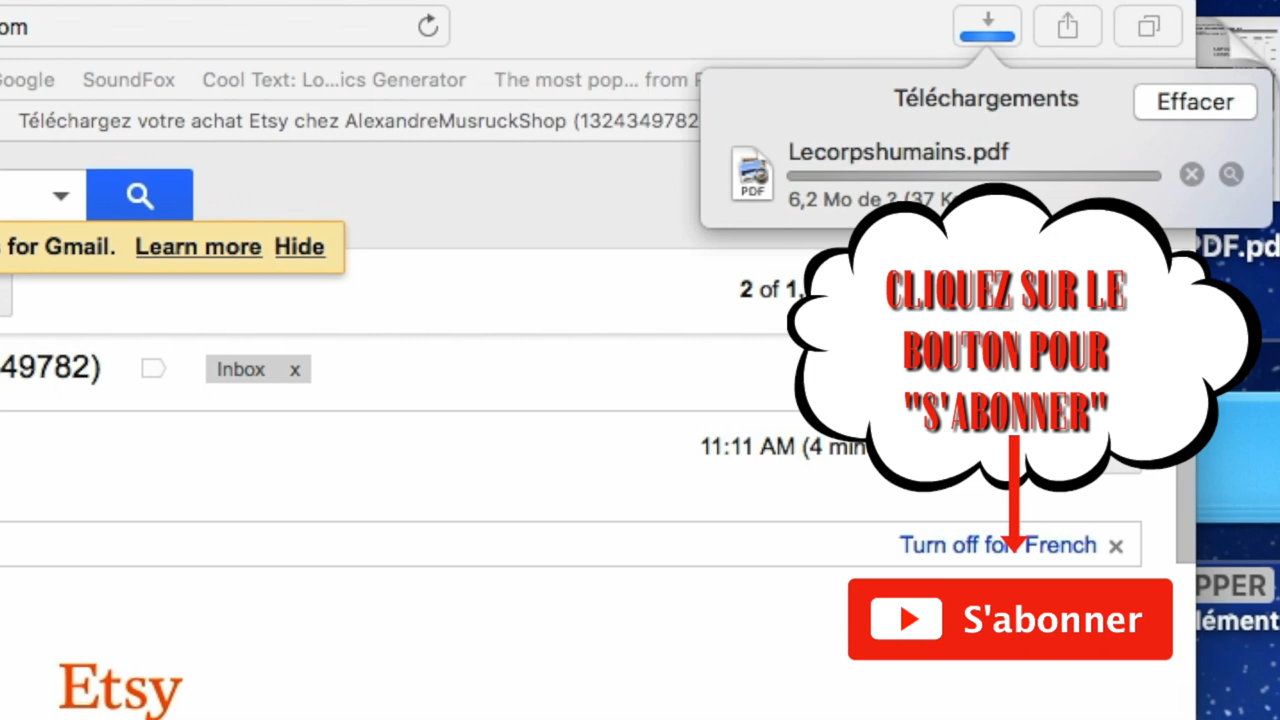 om
Google
SoundFox
Cool Text: Lo...ics Generator
The most pop... from
Téléchargez votre achat Etsy chez AlexandreMusruckShop (1324349782
Téléchargements
Effacer
Lecorpshumains.pdf
PDF
6,2 Mo de ? (37 K
PDF.pd
s for Gmail. Learn more Hide
2 of 1,
49782)
Inbox x
11:11 AM (4 min
CLIQUEZ SUR LE
BOUTON POUR
"S'ABONNER"
Turn off for French
PPER
lément
S'abonner
Etsy